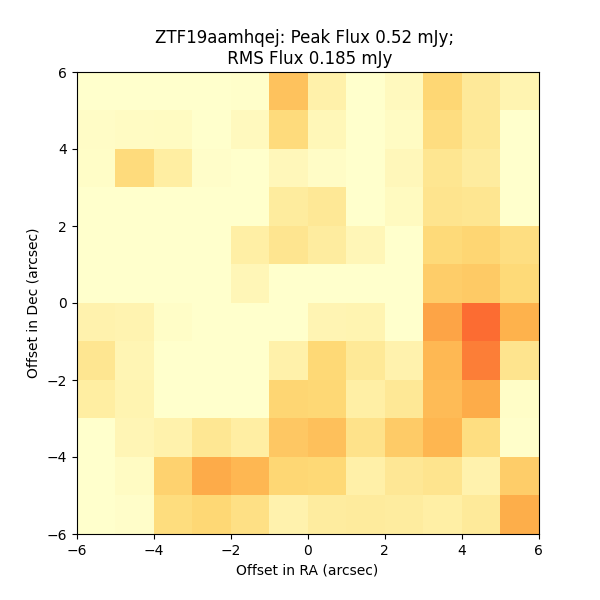 ZTF19aamhqej: Peak Flux 0.52 mJy;
RMS Flux 0.185 mJy
6
4
2
0
−2
−4
−6
Offset in Dec (arcsec)
−6 −4 −2 0 2 4 6
Offset in RA (arcsec)